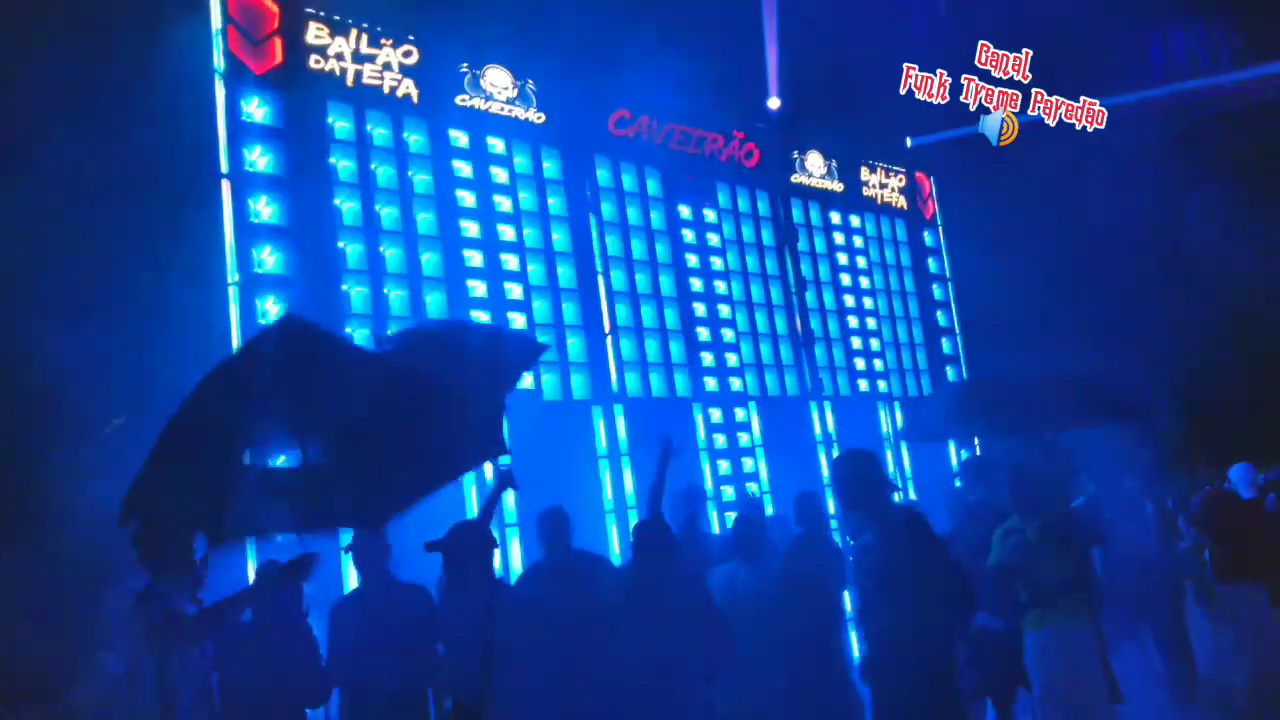 BAILÃO
DA TEFA
CAVEIRÃO
CAVEIRÃO
CAVEIRÃO
BAILÃO
DA TEFA
Canal
Funk Treme Paredão